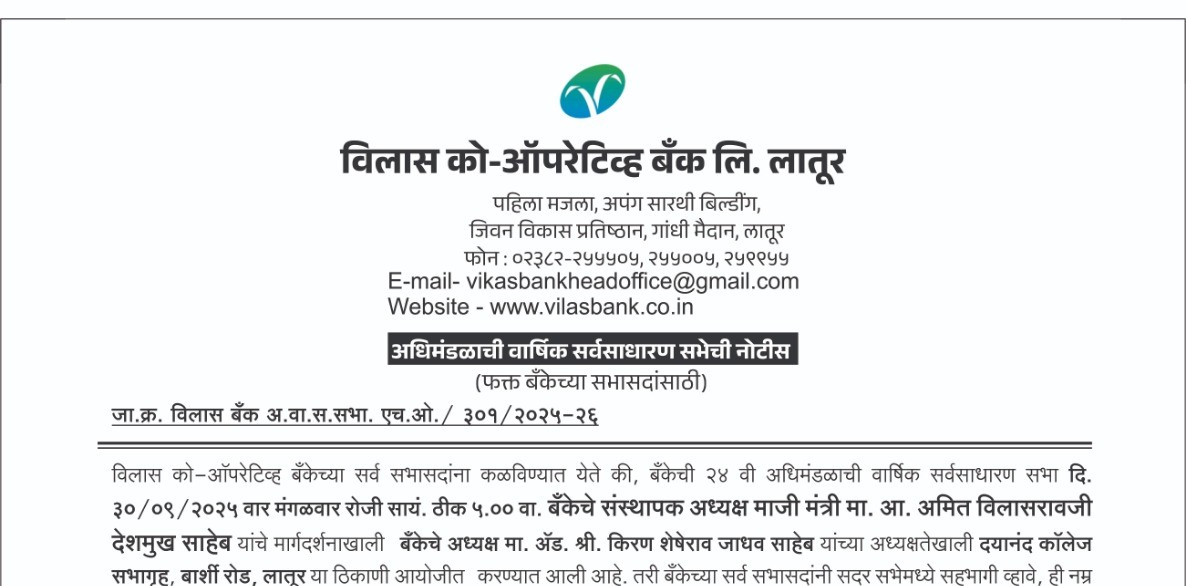 विलास को-ऑपरेटिव्ह बँक लि. लातूर
पहिला मजला, अपंग सारथी बिल्डींग,
जिवन विकास प्रतिष्ठान, गांधी मैदान, लातूर
फोन : ०२३८२-२५५५०५, २५५००५, २५९९५५
E-mail- vikasbankheadoffice@gmail.com
Website - www.vilasbank.co.in
अधिमंडळाची वार्षिक सर्वसाधारण सभेची नोटीस
(फक्त बँकेच्या सभासदांसाठी)
जा.क्र. विलास बँक अ.वा.स.सभा. एच.ओ./ ३०१/२०२५-२६
विलास को-ऑपरेटिव्ह बँकेच्या सर्व सभासदांना कळविण्यात येते की, बँकेची २४ वी अधिमंडळाची वार्षिक सर्वसाधारण सभा दि.
३०/०९/२०२५ वार मंगळवार रोजी सायं. ठीक ५.०० वा. बँकेचे संस्थापक अध्यक्ष माजी मंत्री मा. आ. अमित विलासरावजी
देशमुख साहेब यांचे मार्गदर्शनाखाली बँकेचे अध्यक्ष मा. ॲड. श्री. किरण शेषेराव जाधव साहेब यांच्या अध्यक्षतेखाली दयानंद कॉलेज
सभागृह, बार्शी रोड, लातूर या ठिकाणी आयोजीत करण्यात आली आहे. तरी बँकेच्या सर्व सभासदांनी सदर सभेमध्ये सहभागी व्हावे, ही नम्र